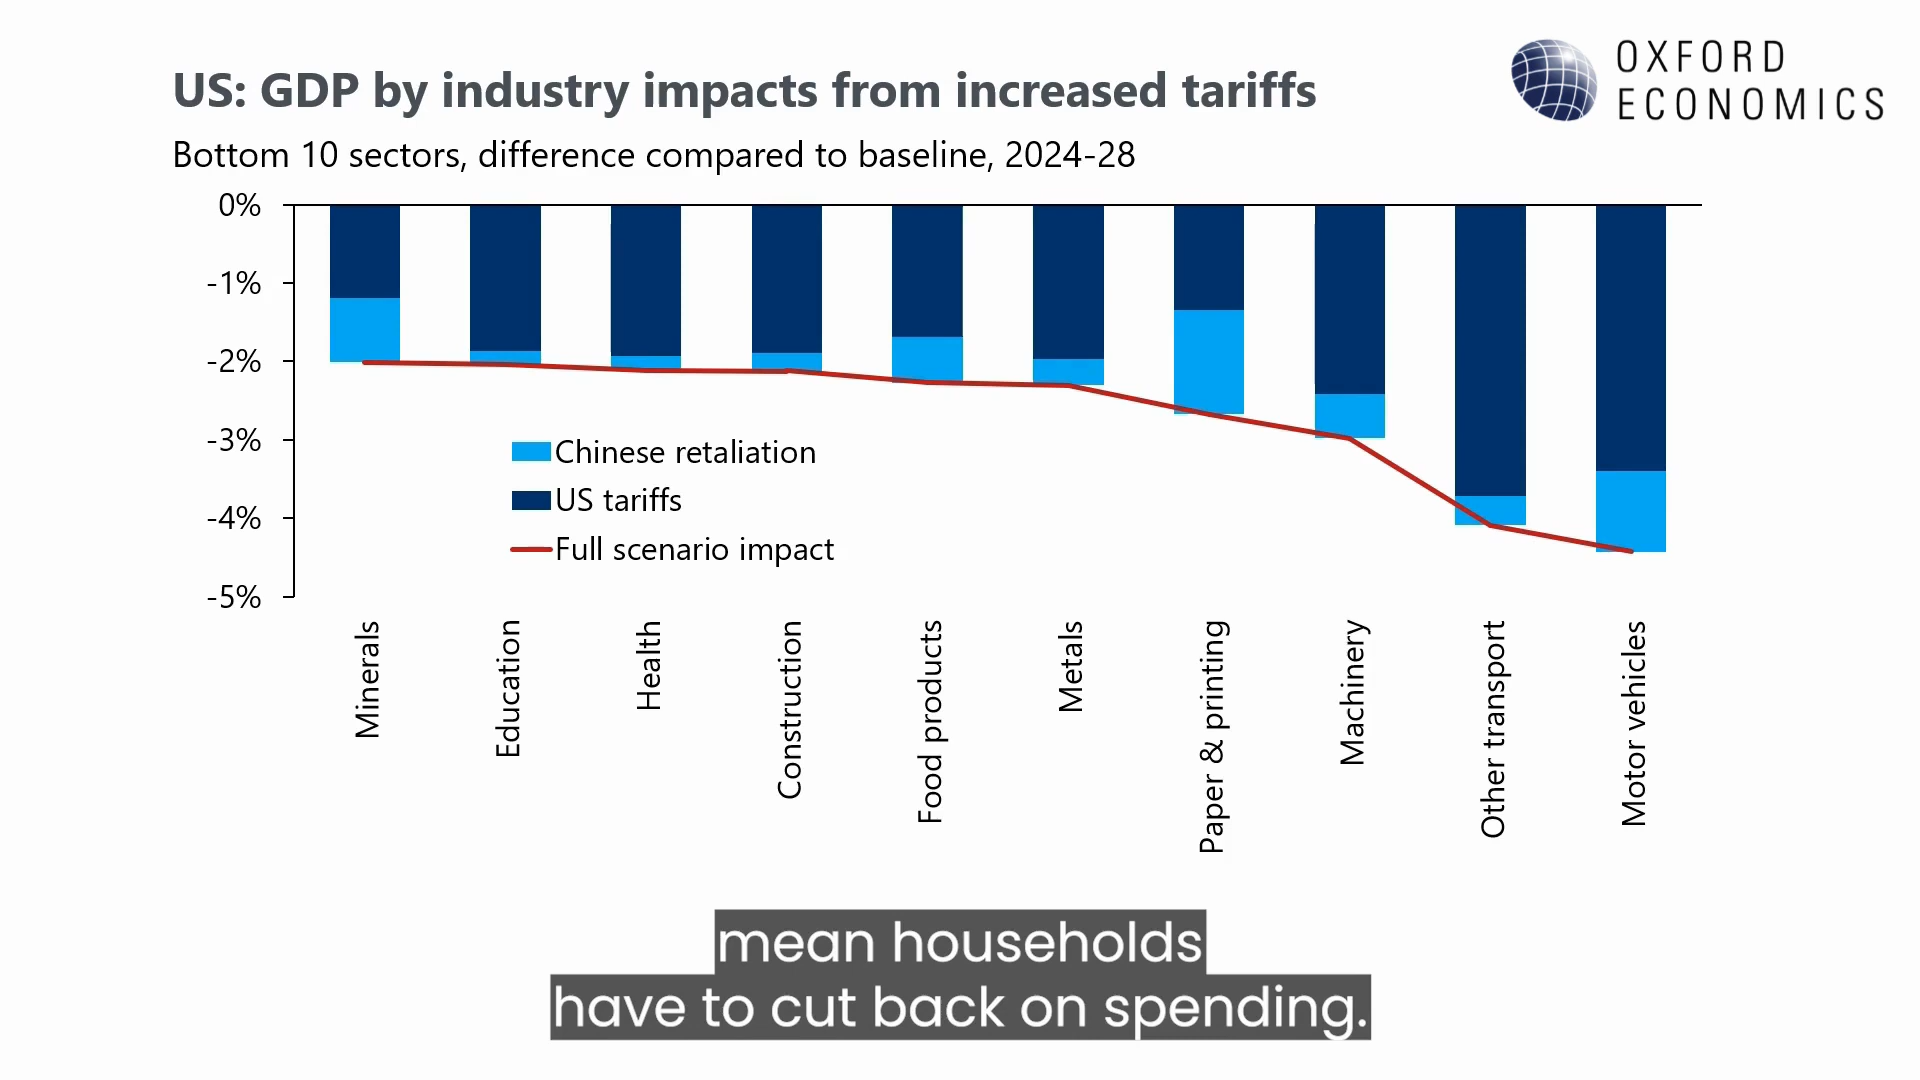 OXFORD
ECONOMICS
US: GDP by industry impacts from increased tariffs
Bottom 10 sectors, difference compared to baseline, 2024-28
0%
-1%
-2%
-3%
-4%
-5%
Chinese retaliation
US tariffs
Full scenario impact
Minerals
Education
Health
Construction
Food products
Metals
Paper & printing
Machinery
Other transport
Motor vehicles
mean households
have to cut back on spending.